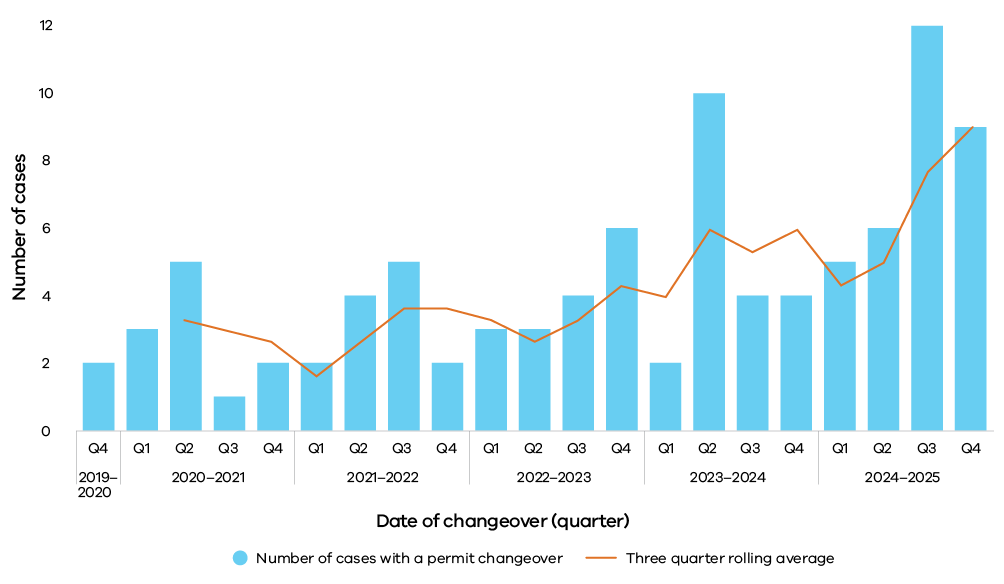 12
10
8
6
4
2
0
Number of cases
Q4 Q1 Q2 Q3 Q4 Q1 Q2 Q3 Q4 Q1 Q2 Q3 Q4 Q1 Q2 Q3 Q4 Q1 Q2 Q3 Q4
2019–
2020
2020–2021 2021–2022 2022–2023 2023–2024 2024–2025
Date of changeover (quarter)
Number of cases with a permit changeover Three quarter rolling average